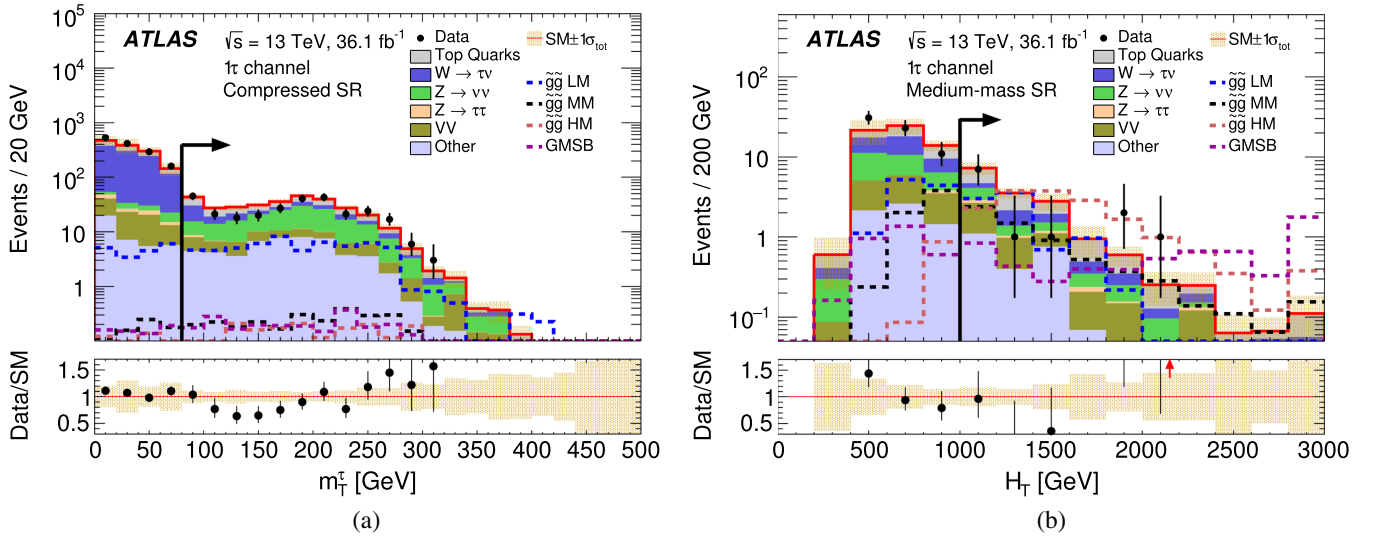 ATLAS
√s = 13 TeV, 36.1 fb⁻¹
1τ channel
Compressed SR
Data
Top Quarks
W → τν
Z → νν
Z → ττ
VV
Other
SM±1σ_tot
g̃g̃ LM
g̃g̃ MM
g̃g̃ HM
GMSB
Events / 20 GeV
10⁵
10⁴
10³
10²
10
1
Data/SM
1.5
1
0.5
0 50 100 150 200 250 300 350 400 450 500
m_T^τ [GeV]
(a)
ATLAS
√s = 13 TeV, 36.1 fb⁻¹
1τ channel
Medium-mass SR
Data
Top Quarks
W → τν
Z → νν
Z → ττ
VV
Other
SM±1σ_tot
g̃g̃ LM
g̃g̃ MM
g̃g̃ HM
GMSB
Events / 200 GeV
10²
10
1
10⁻¹
Data/SM
1.5
1
0.5
0 500 1000 1500 2000 2500 3000
H_T [GeV]
(b)